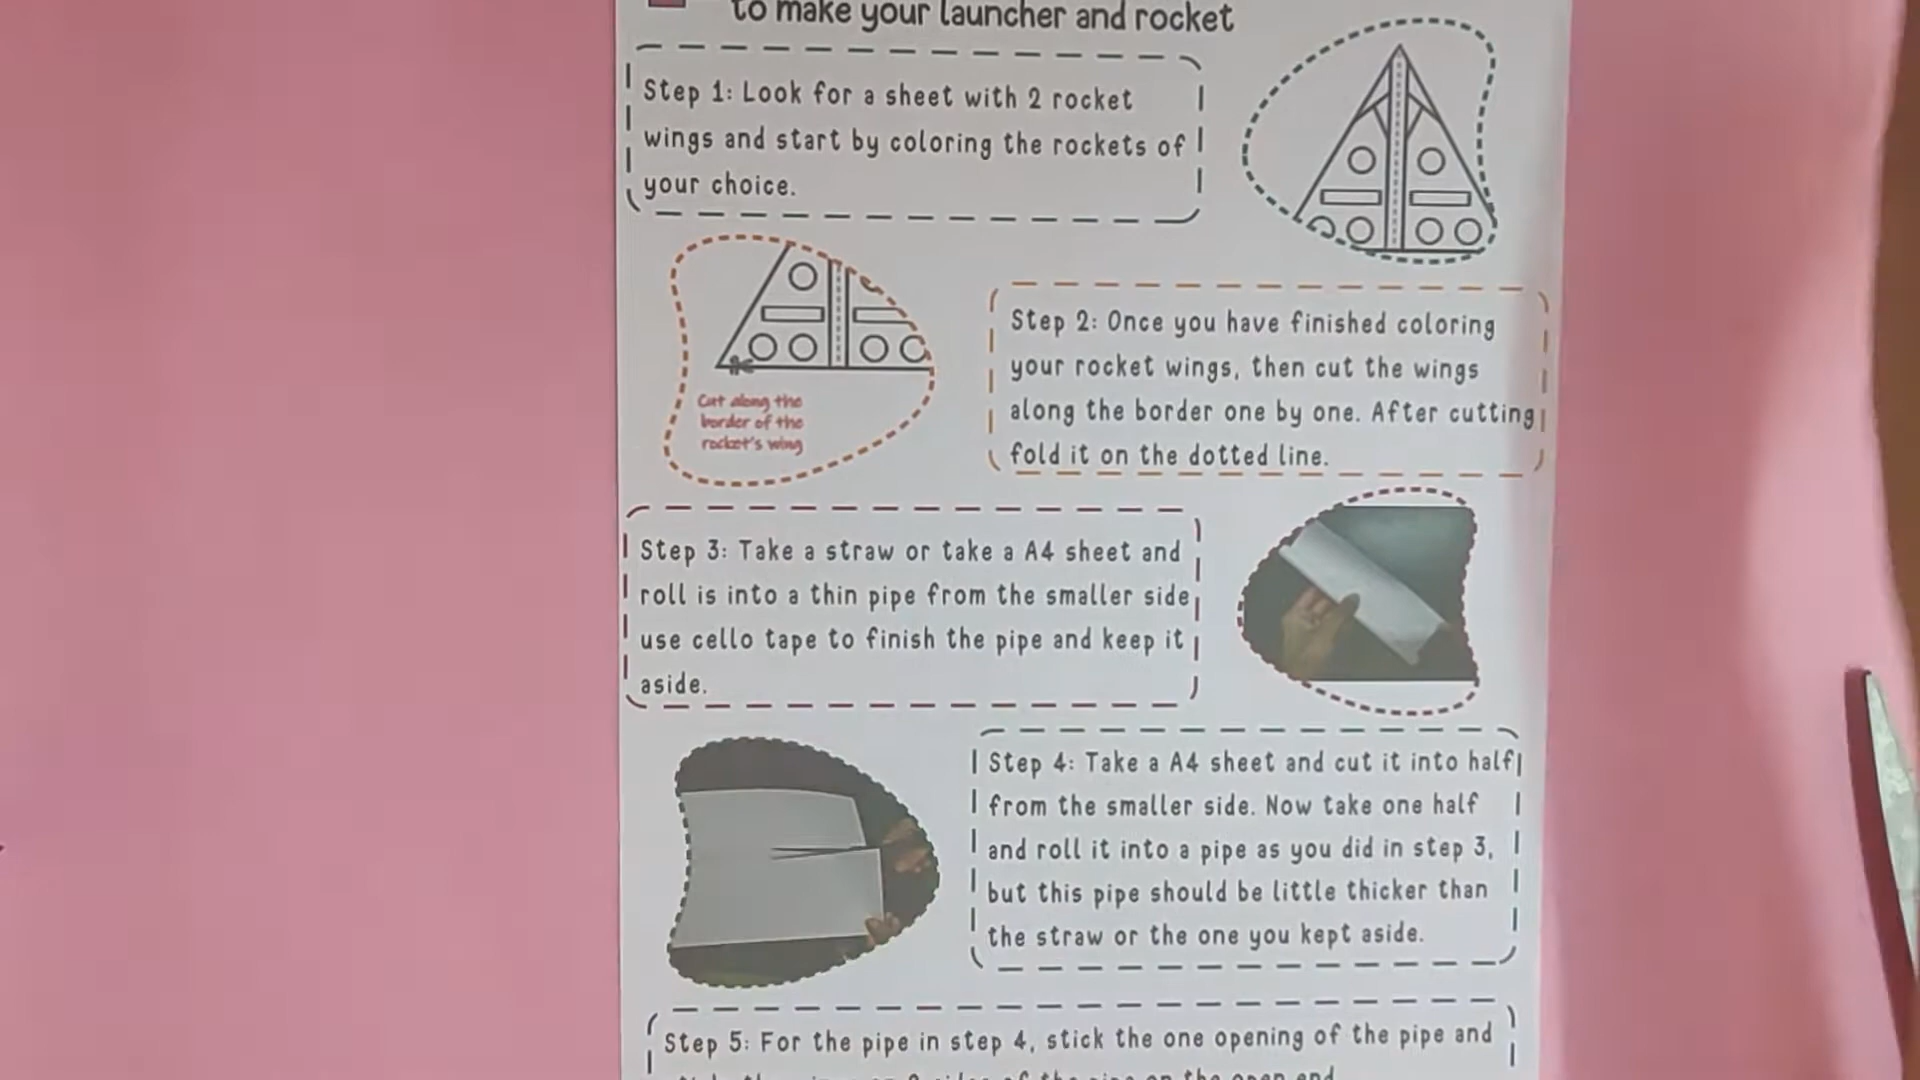 to make your launcher and rocket
Step 1: Look for a sheet with 2 rocket
wings and start by coloring the rockets of
your choice.
Cut along the
border of the
rocket's wing
Step 2: Once you have finished coloring
your rocket wings, then cut the wings
along the border one by one. After cutting
fold it on the dotted line.
Step 3: Take a straw or take a A4 sheet and
roll is into a thin pipe from the smaller side
use cello tape to finish the pipe and keep it
aside.
Step 4: Take a A4 sheet and cut it into half
from the smaller side. Now take one half
and roll it into a pipe as you did in step 3,
but this pipe should be little thicker than
the straw or the one you kept aside.
Step 5: For the pipe in step 4, stick the one opening of the pipe and